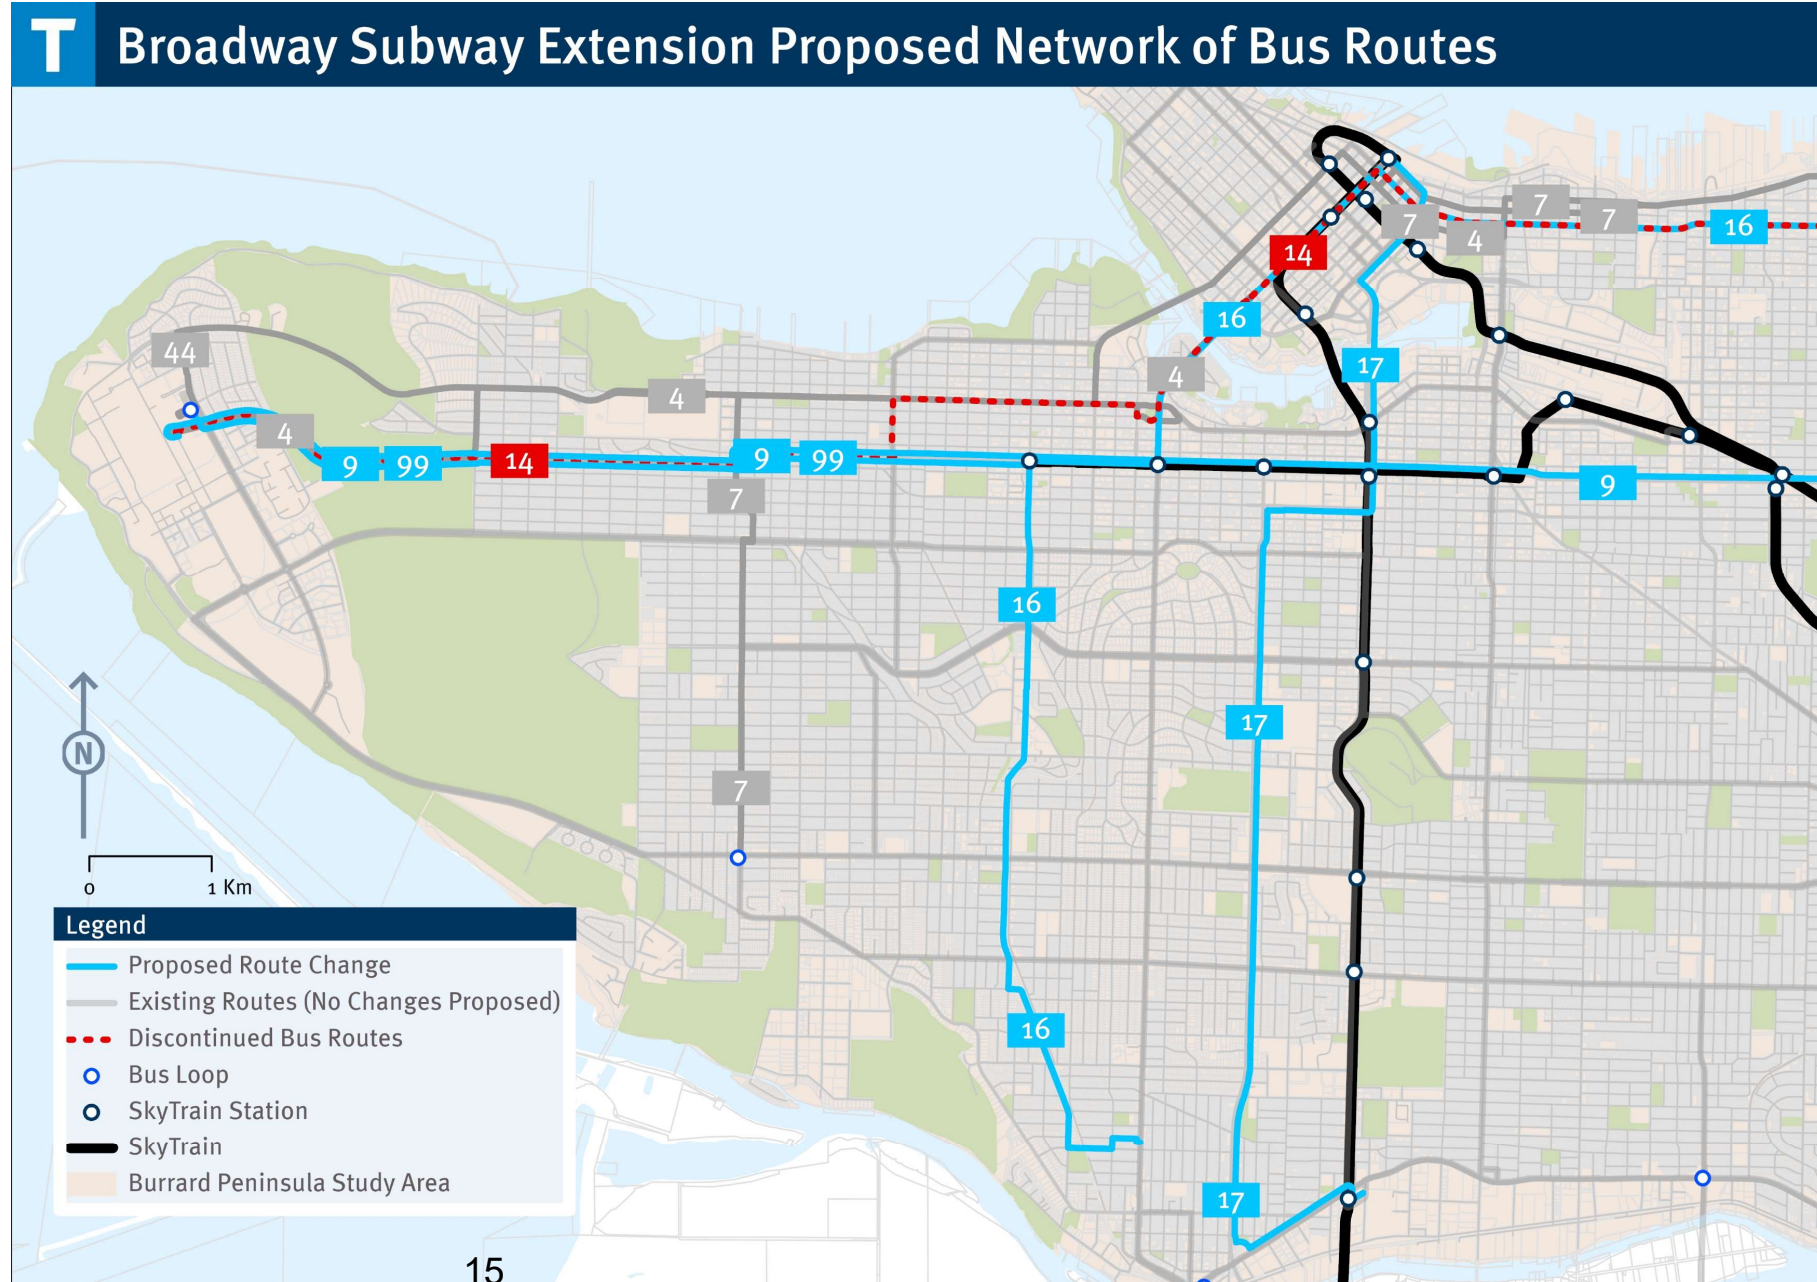 T Broadway Subway Extension Proposed Network of Bus Routes
7
7
7
16
4
14
16
44
17
4
4
4
9 99
14
9 99
9
7
16
17
7
N
0 1 Km
Legend
Proposed Route Change
Existing Routes (No Changes Proposed)
Discontinued Bus Routes
Bus Loop
SkyTrain Station
SkyTrain
Burrard Peninsula Study Area
16
17
15